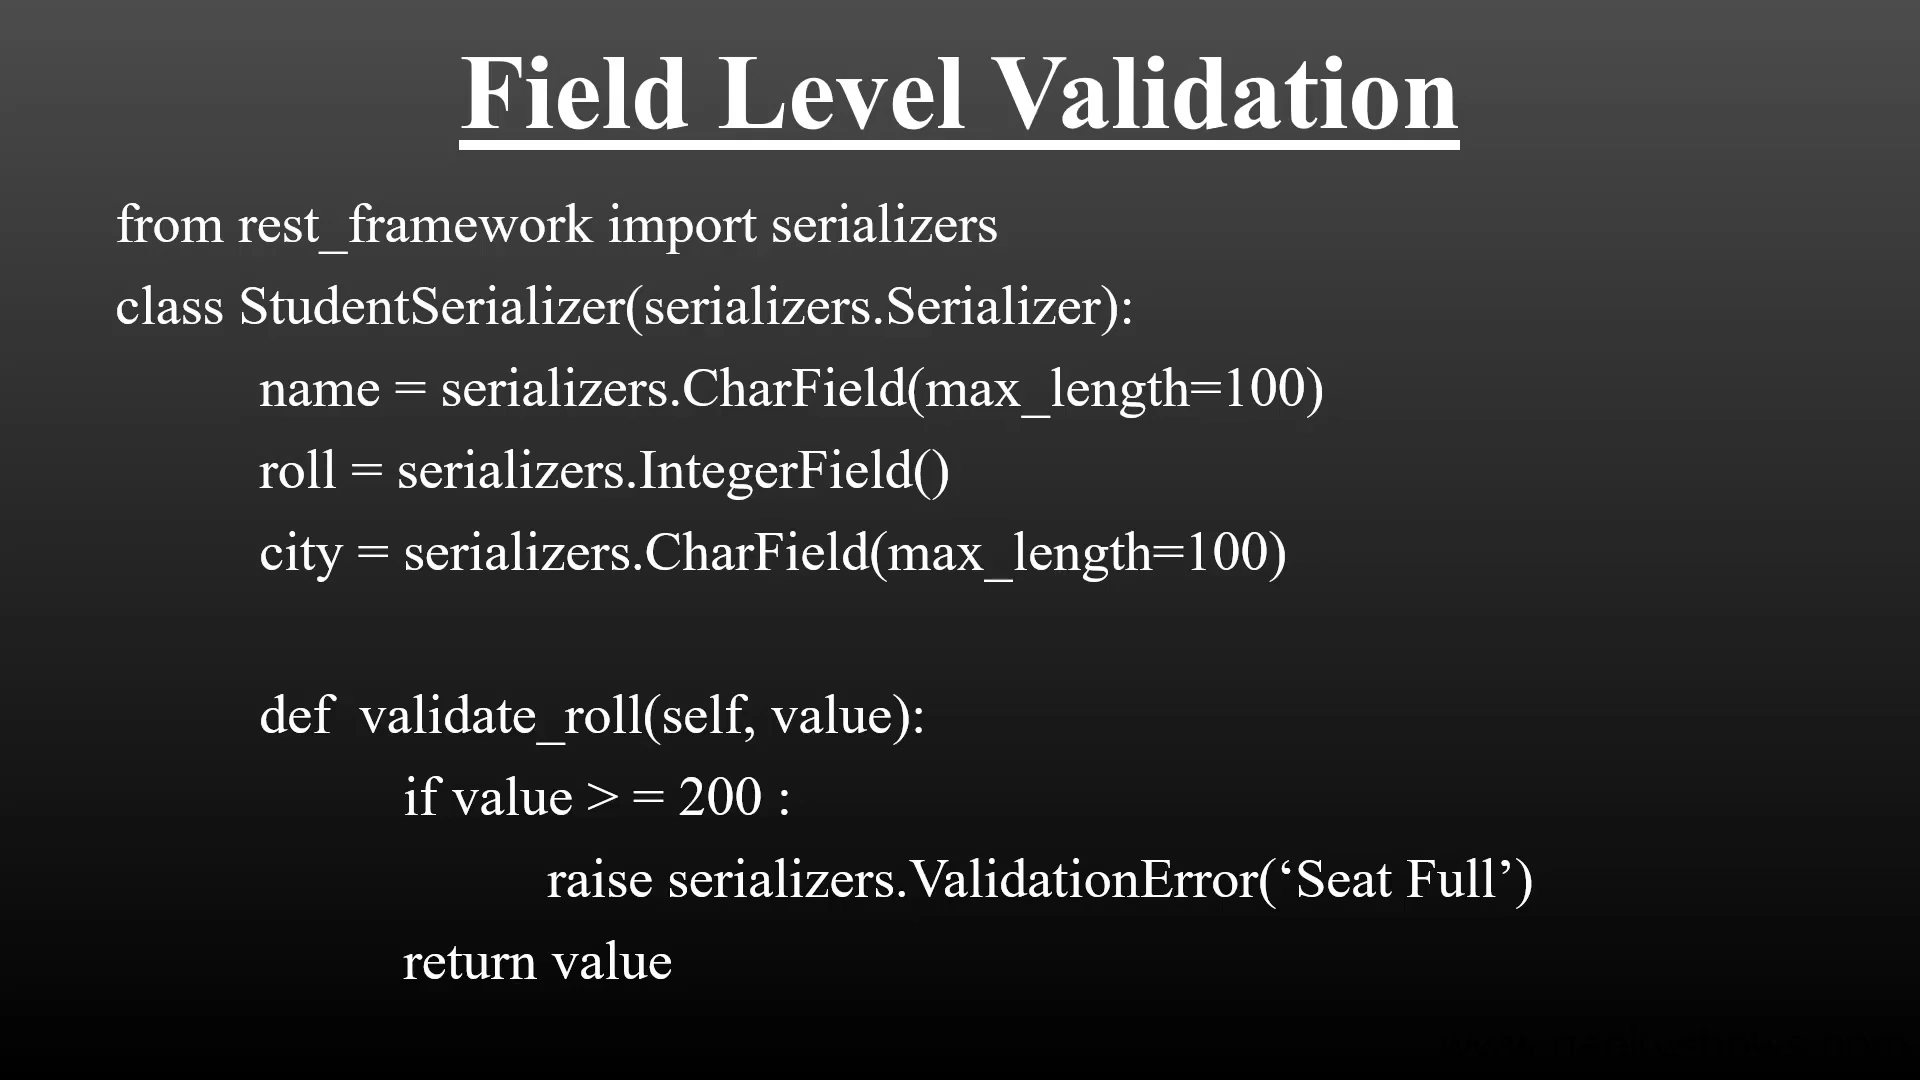 Field Level Validation
from rest_framework import serializers
class StudentSerializer(serializers.Serializer):
name = serializers.CharField(max_length=100)
roll = serializers.IntegerField()
city = serializers.CharField(max_length=100)
def  validate_roll(self, value):
if value > = 200 :
raise serializers.ValidationError(‘Seat Full’)
return value